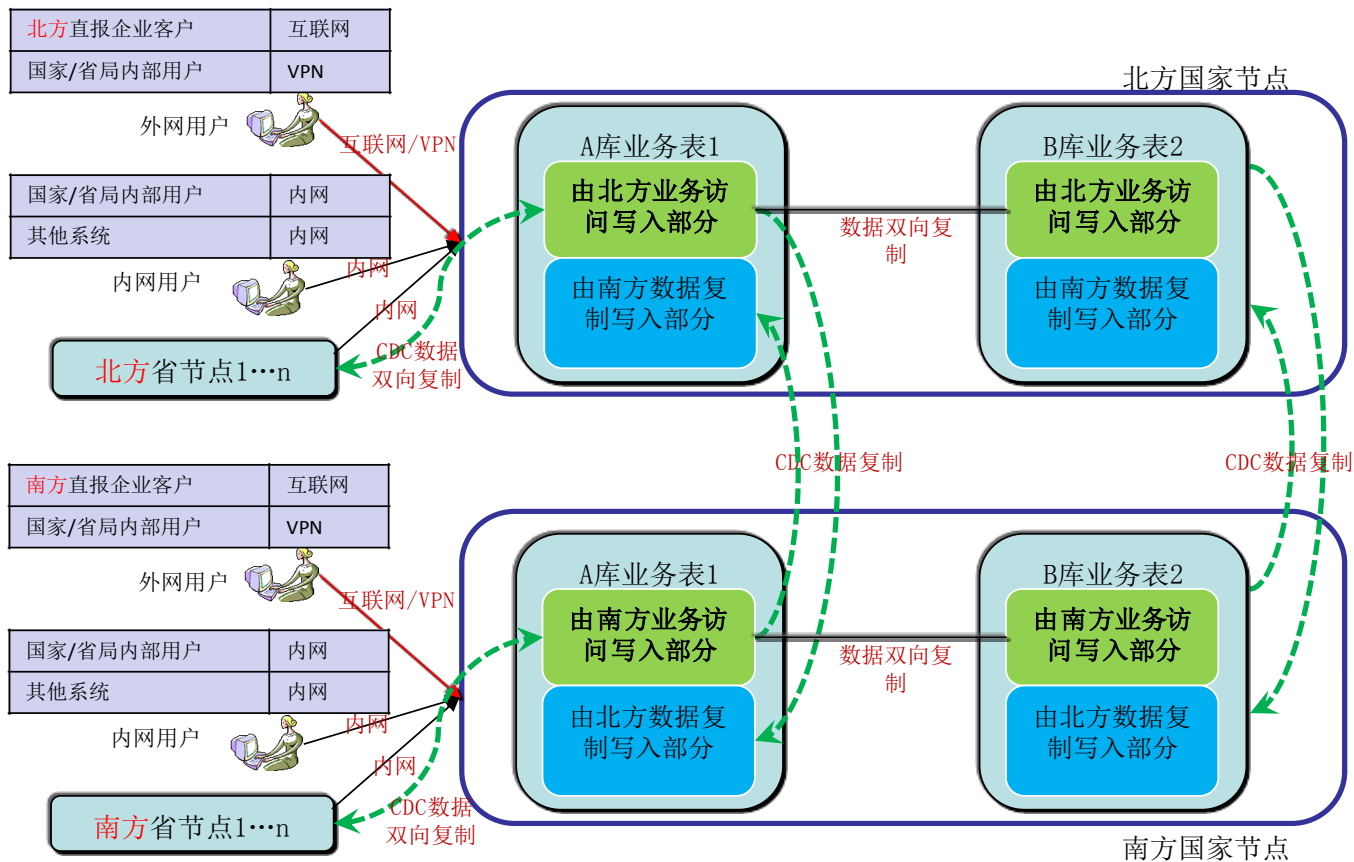 北方直报企业客户 互联网
国家/省局内部用户 VPN
外网用户
互联网/VPN
国家/省局内部用户 内网
其他系统 内网
内网用户
内网
内网
北方省节点1…n
CDC数据
双向复制
北方国家节点
A库业务表1
由北方业务访
问写入部分
由南方数据复
制写入部分
数据双向复
制
B库业务表2
由北方业务访
问写入部分
由南方数据复
制写入部分
CDC数据复制
CDC数据复制
南方直报企业客户 互联网
国家/省局内部用户 VPN
外网用户
互联网/VPN
国家/省局内部用户 内网
其他系统 内网
内网用户
内网
内网
南方省节点1…n
CDC数据
双向复制
A库业务表1
由南方业务访
问写入部分
由北方数据复
制写入部分
数据双向复
制
B库业务表2
由南方业务访
问写入部分
由北方数据复
制写入部分
南方国家节点